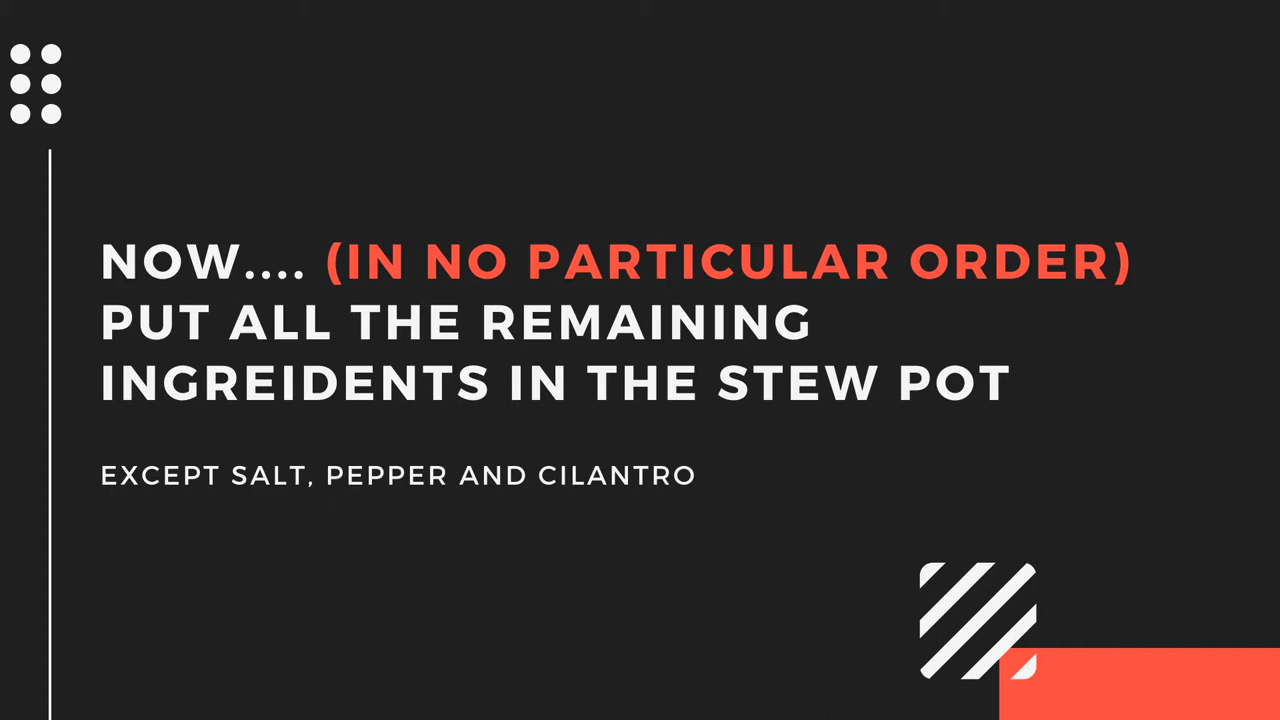 NOW.... (IN NO PARTICULAR ORDER)
PUT ALL THE REMAINING
INGREIDENTS IN THE STEW POT
EXCEPT SALT, PEPPER AND CILANTRO